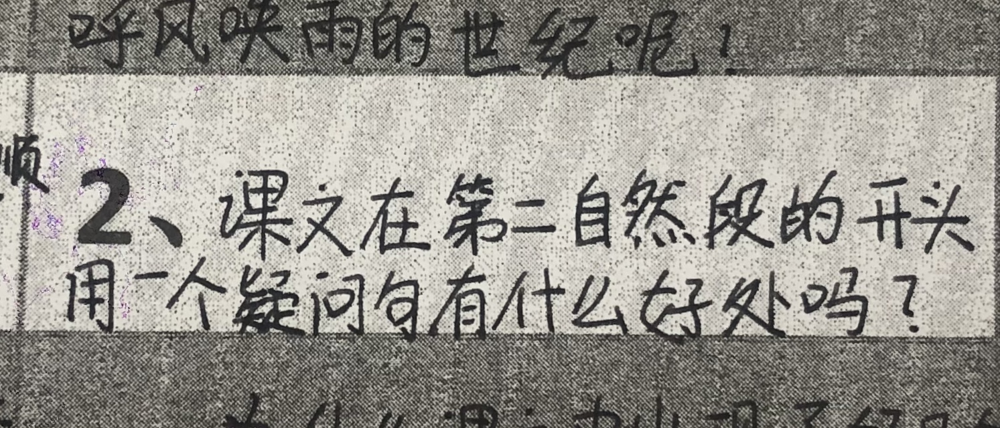 呼风唤雨的世纪呢！
顺
2、课文在第二自然段的开头
用一个疑问句有什么好处吗？